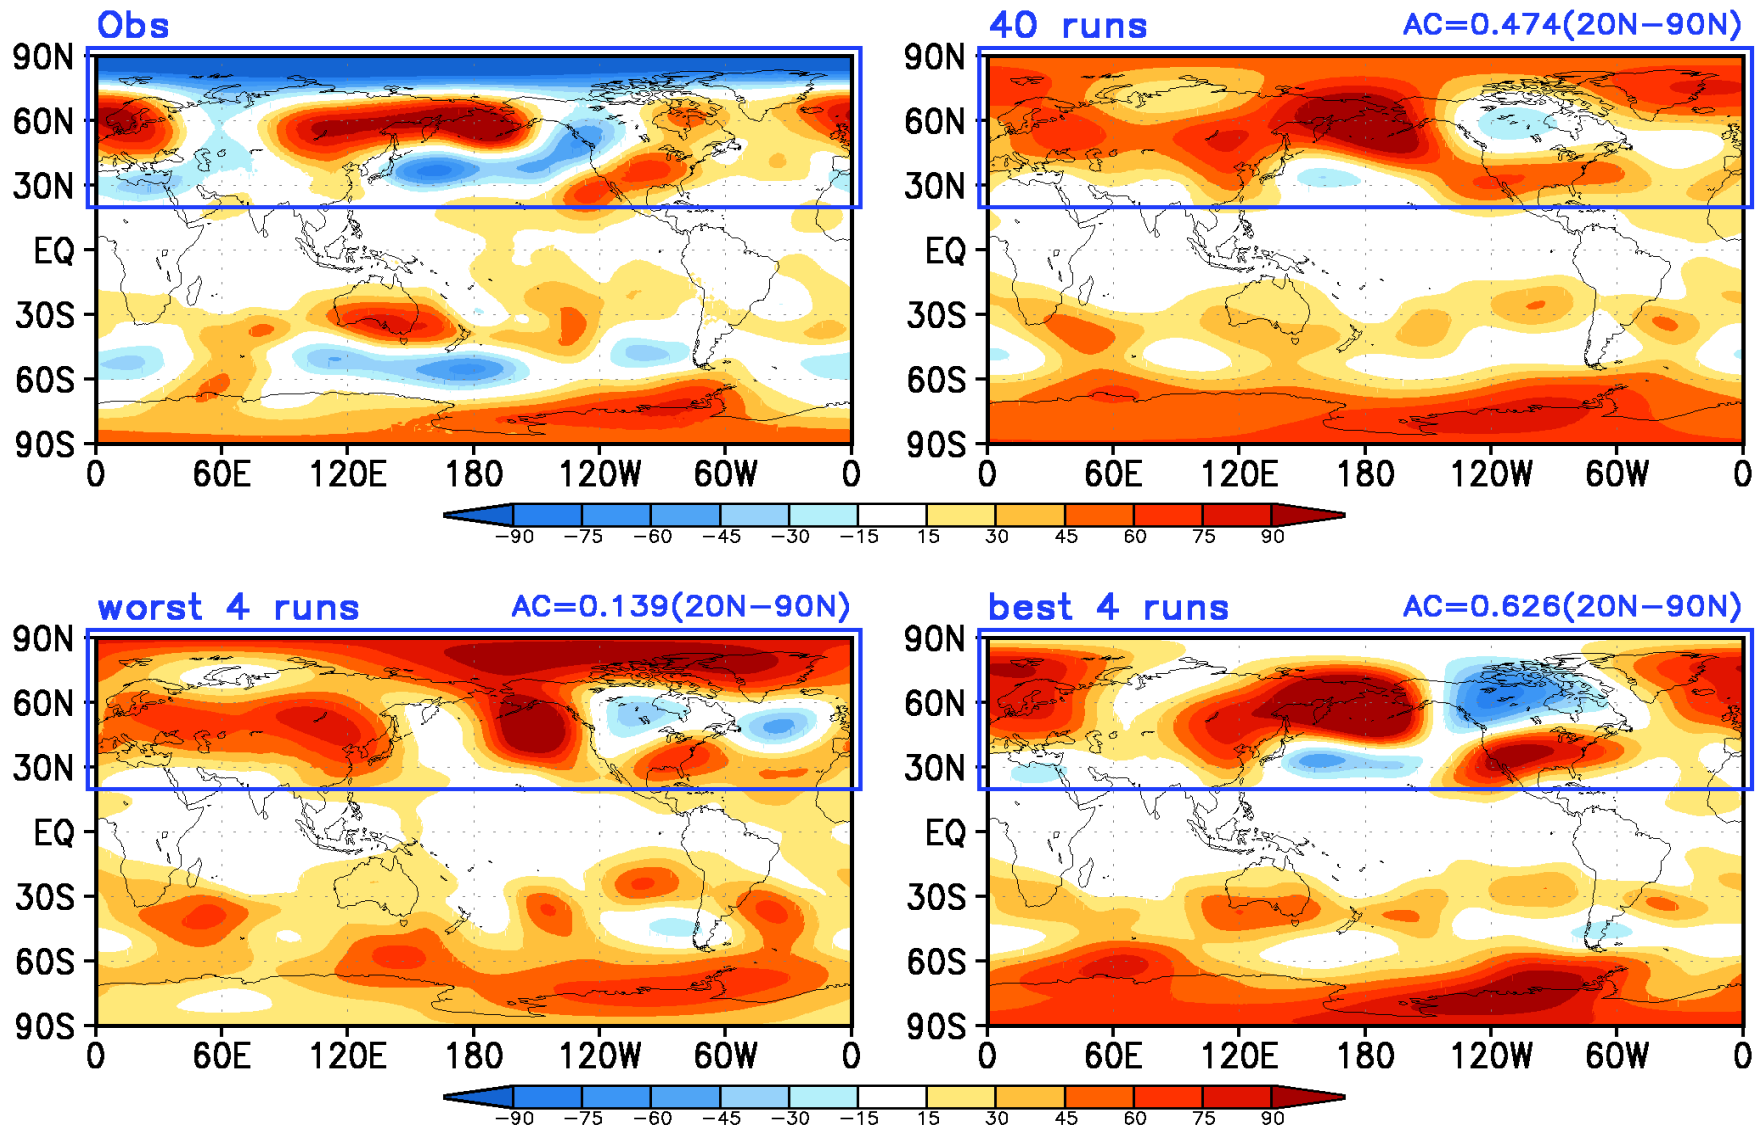 Obs
40 runs AC=0.474(20N−90N)
90N
60N
30N
EQ
30S
60S
90S
0 60E 120E 180 120W 60W 0
90N
60N
30N
EQ
30S
60S
90S
0 60E 120E 180 120W 60W 0
−90 −75 −60 −45 −30 −15 15 30 45 60 75 90
worst 4 runs AC=0.139(20N−90N)
best 4 runs AC=0.626(20N−90N)
90N
60N
30N
EQ
30S
60S
90S
0 60E 120E 180 120W 60W 0
90N
60N
30N
EQ
30S
60S
90S
0 60E 120E 180 120W 60W 0
−90 −75 −60 −45 −30 −15 15 30 45 60 75 90